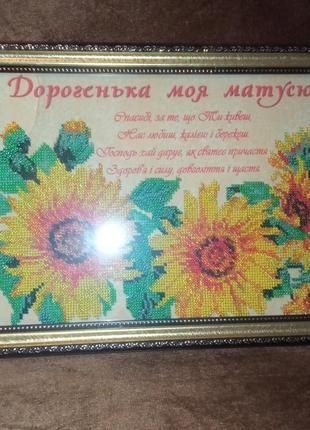 Дорогенька моя матусю
Спасибі, за те, що Ти живеш,
Нас любиш, жалієш і бережеш.
Господь хай дарує, як святеє причастя
Здоров'я і силу, довголіття і щастя.